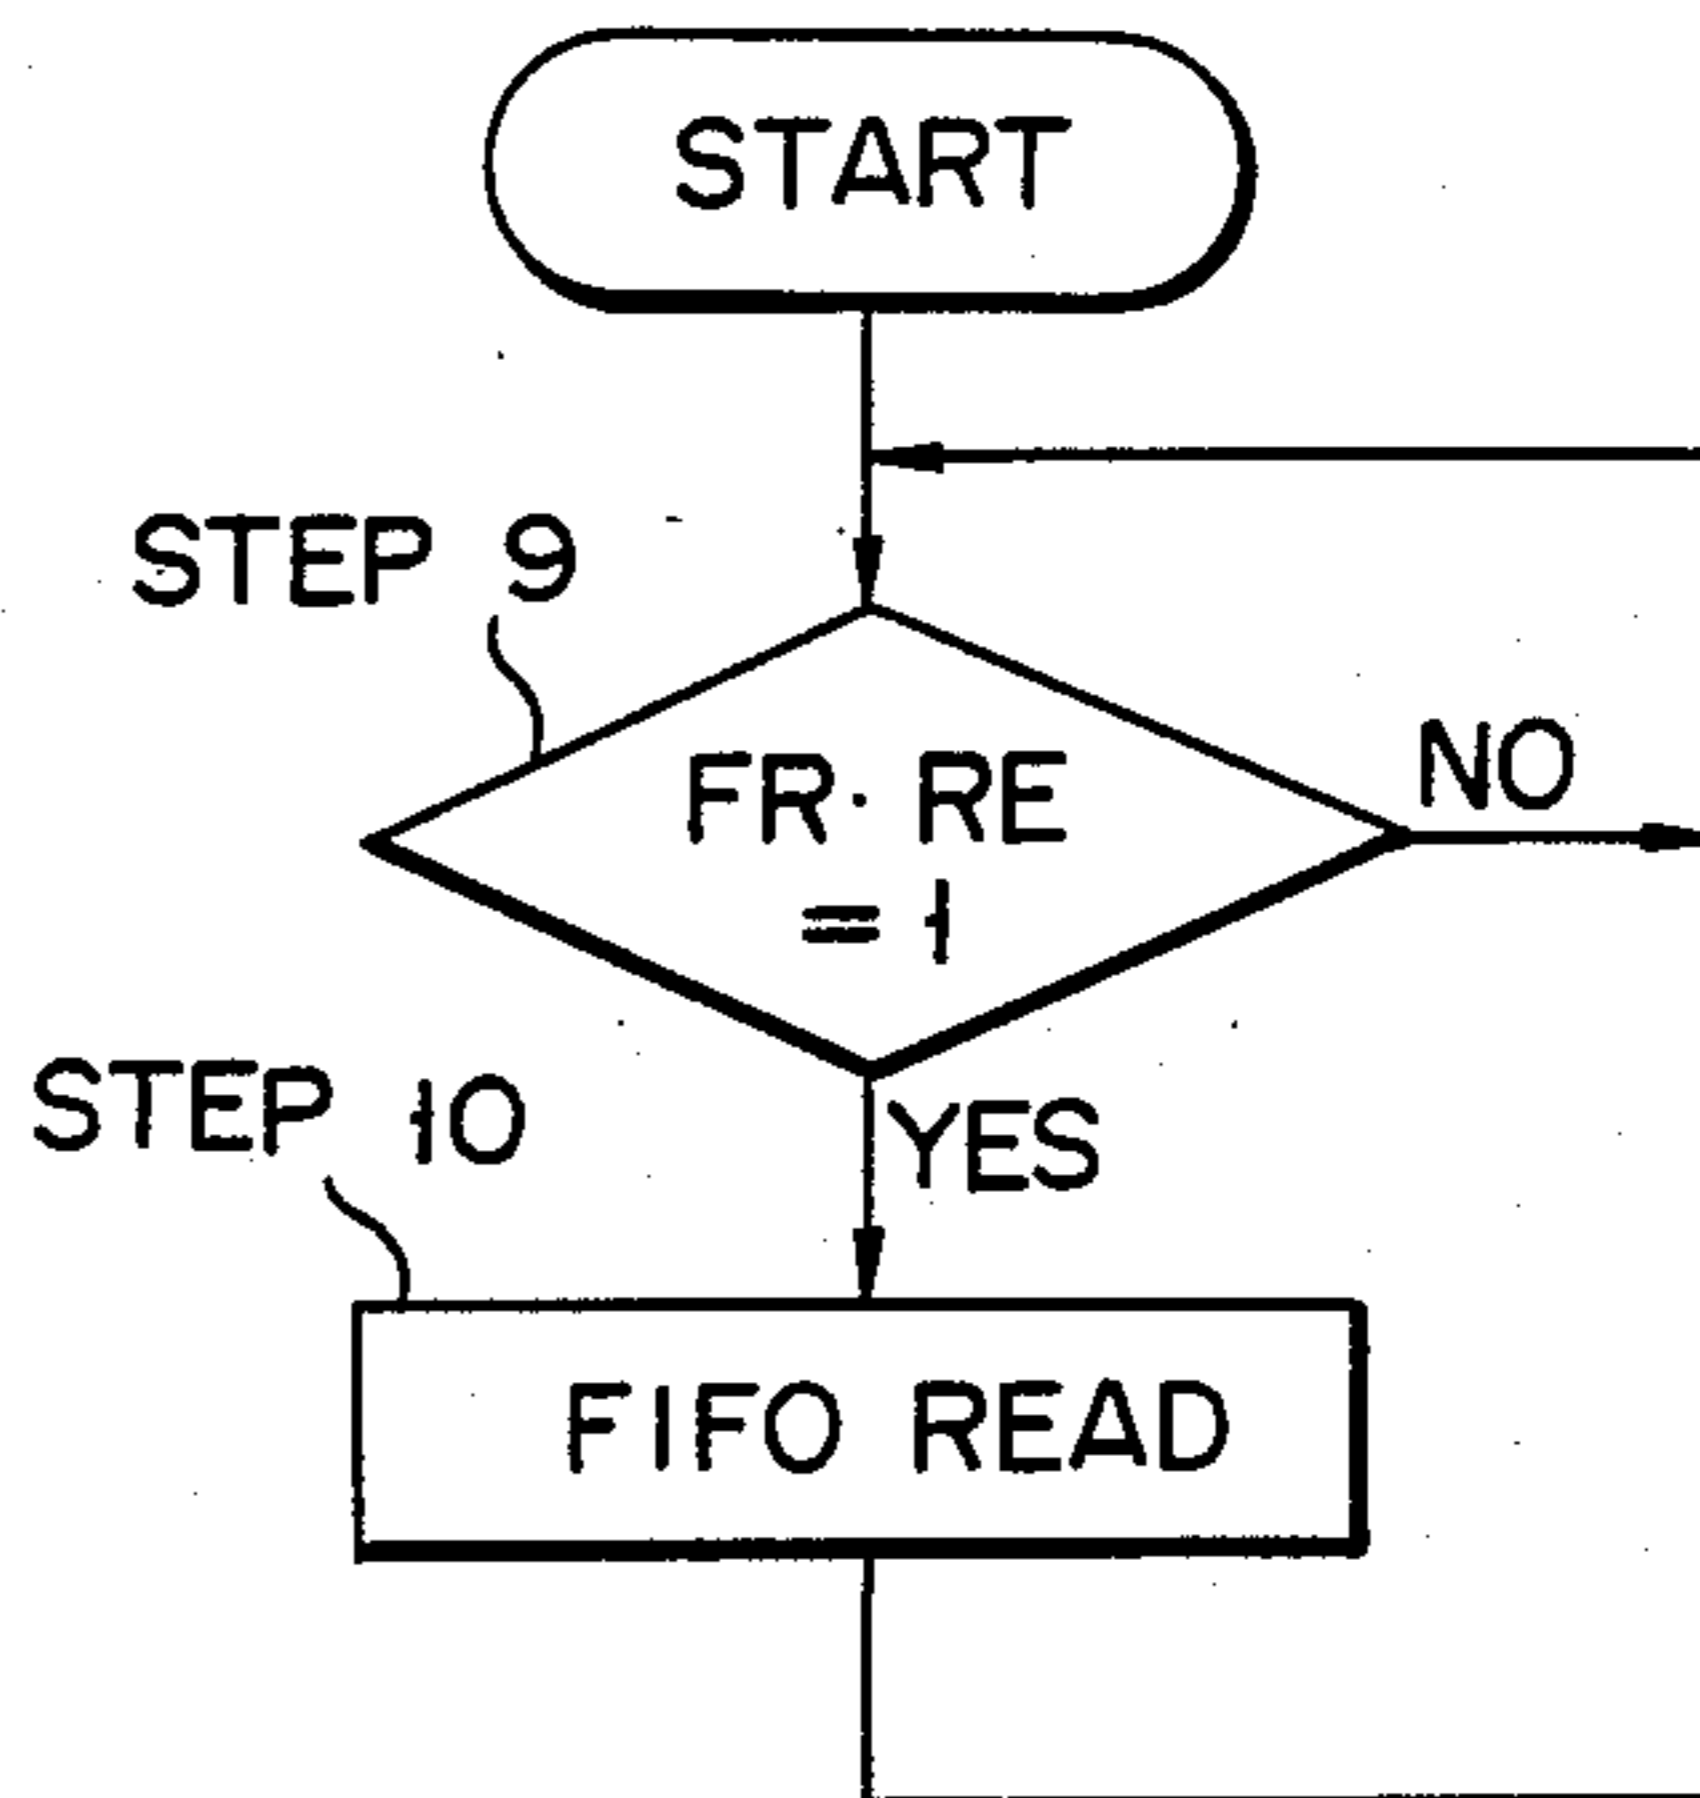 START
STEP 9
FR· RE
= 1
NO
STEP 10
YES
FIFO READ